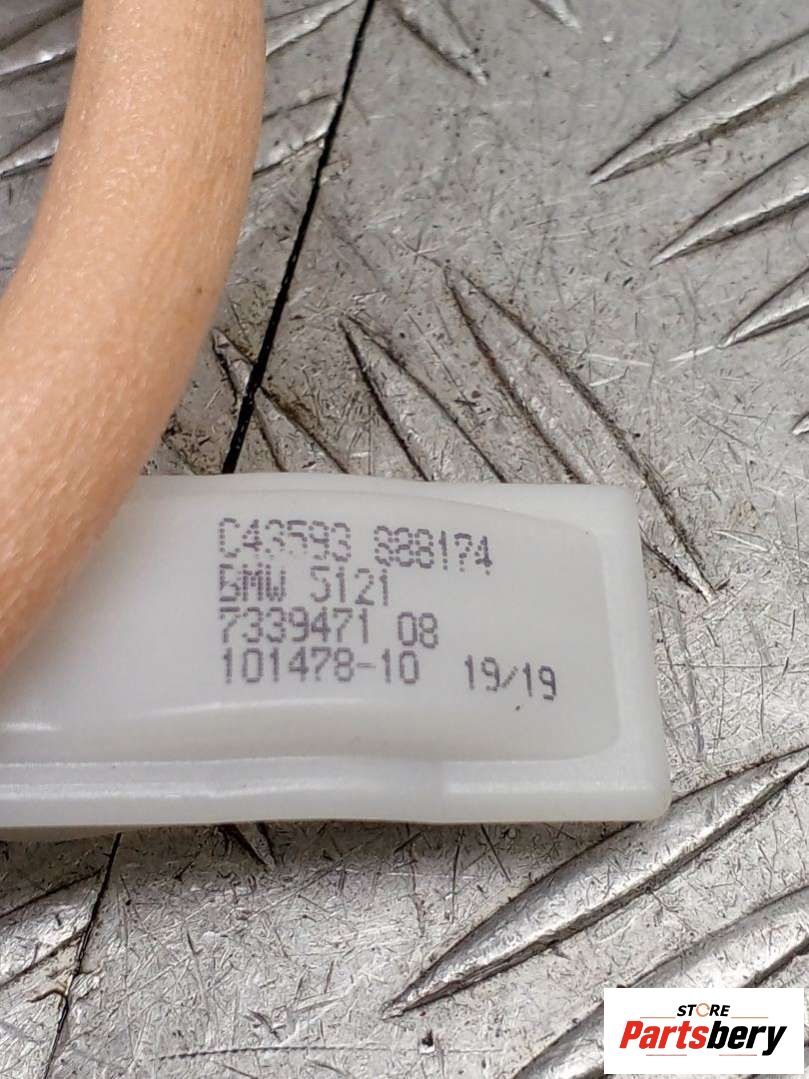 C43593 888174
BMW 5121
7339471 08
101478-10 19/19
STORE
Partsbery